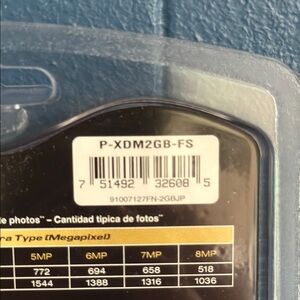 P-XDM2GB-FS
7 51492 32608 5
91007127FN-2GBJP
de photos** – Cantidad típica de fotos**
ra Type (Megapixel)
5MP 6MP 7MP 8MP
772 694 658 518
1544 1388 1316 1036